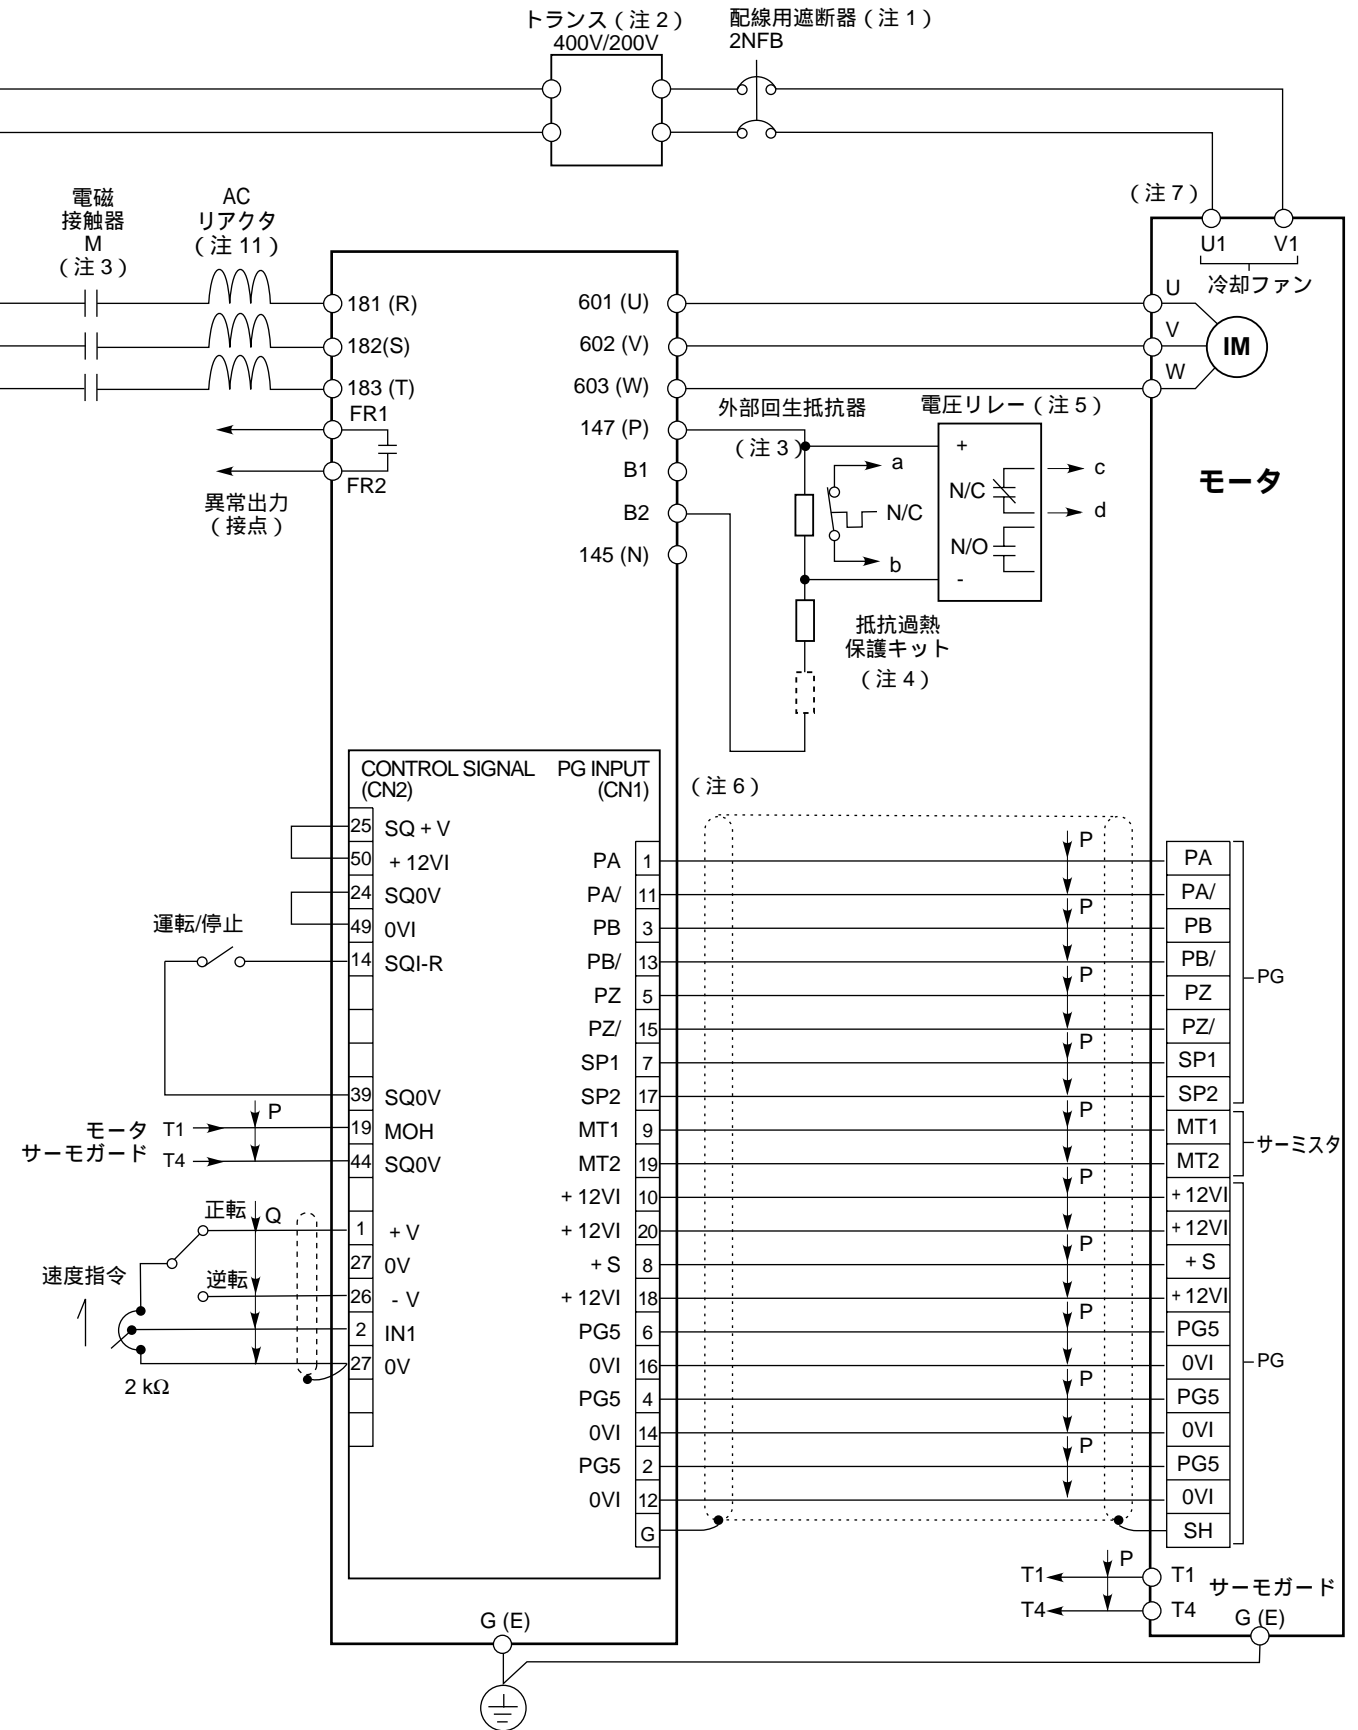 トランス（注 2）
400V/200V
配線用遮断器（注 1）
2NFB
電磁
接触器
M
（注 3）
AC
リアクタ
（注 11）
（注 7）
U1 V1
冷却ファン
181 (R)
182(S)
183 (T)
FR1
FR2
異常出力
（接点）
601 (U)
602 (V)
603 (W)
147 (P)
B1
B2
145 (N)
U
V
W
IM
モータ
外部回生抵抗器
（注 3）
電圧リレー（注 5）
+
-
a
N/C
b
N/C
N/O
c
d
抵抗過熱
保護キット
（注 4）
CONTROL SIGNAL
(CN2)
PG INPUT
(CN1)
（注 6）
25 SQ + V
50 + 12VI
24 SQ0V
49 0VI
14 SQI-R
39 SQ0V
19 MOH
44 SQ0V
1 + V
27 0V
26 - V
2 IN1
27 0V
運転/停止
モータ
サーモガード
T1
T4
P
正転
Q
逆転
速度指令
2 kΩ
PA 1 P PA
PA/ 11 PA/
PB 3 P PB
PB/ 13 PB/
PZ 5 P PZ
PZ/ 15 PZ/
SP1 7 P SP1
SP2 17 SP2
PG
MT1 9 P MT1
MT2 19 MT2
サーミスタ
+ 12VI 10 P + 12VI
+ 12VI 20 + 12VI
+ S 8 P + S
+ 12VI 18 + 12VI
PG5 6 P PG5
0VI 16 0VI
PG5 4 P PG5
0VI 14 0VI
PG5 2 P PG5
0VI 12 0VI
G SH
PG
T1 P T1
T4 T4
サーモガード
G (E)
G (E)